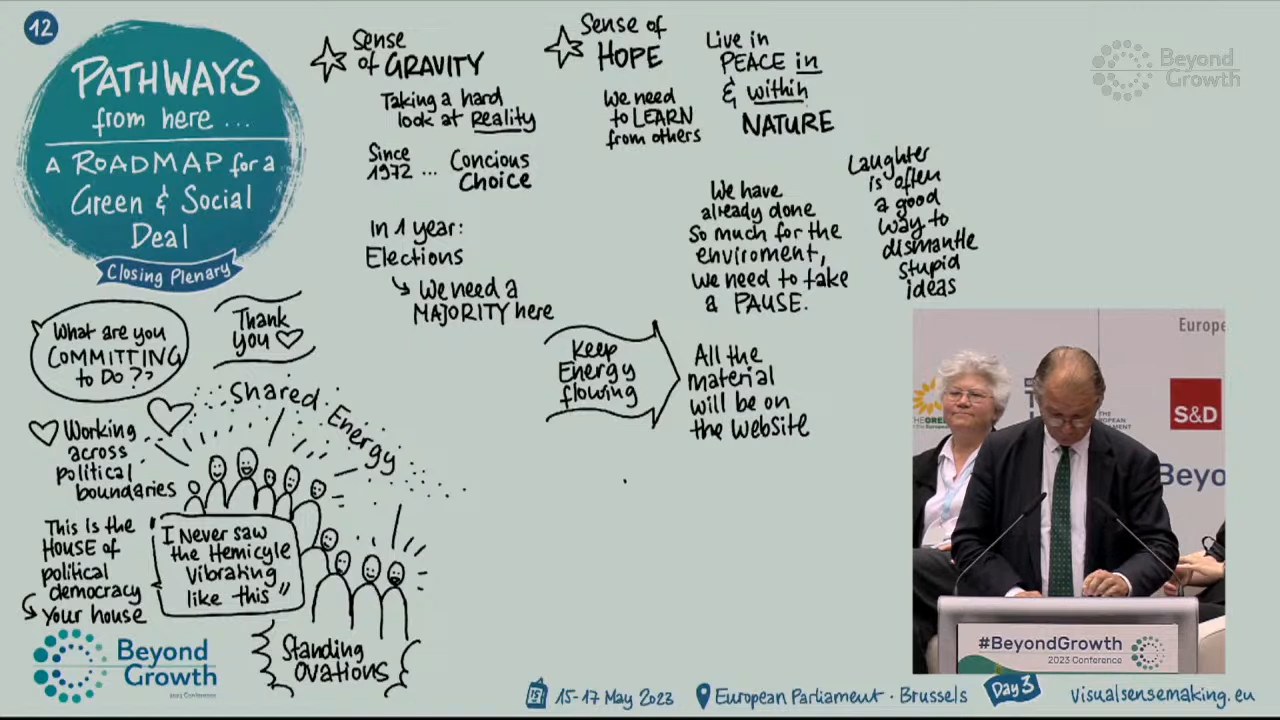 12
PATHWAYS
from here ...
A ROADMAP for a
Green & Social
Deal
Closing Plenary
Sense
of GRAVITY
Taking a hard
look at Reality
Since
1972 ... Concious
Choice
In 1 year:
Elections
↳ We need a
MAJORITY here
Sense of
HOPE
We need
to LEARN
from others
Live in
PEACE in
& within
NATURE
We have
already done
So much for the
enviroment,
we need to take
a PAUSE.
Laughter
is often
a good
way to
dismantle
stupid
ideas
Beyond
Growth
What are you
COMMITTING
to Do??
Thank
you
Shared Energy
Working
across
political
boundaries
This is the
HOUSE of
political
democracy
↳ Your house
"I Never saw
the Hemicyle
Vibrating
like this"
Standing
OVATIONS
Keep
Energy
flowing
All the
material
will be on
the website
Europe
S&D
Beyo
#BeyondGrowth
2023 Conference
Beyond
Growth
2023 Conference
15-17 May 2023
European Parliament · Brussels
Day 3
visualsensemaking.eu